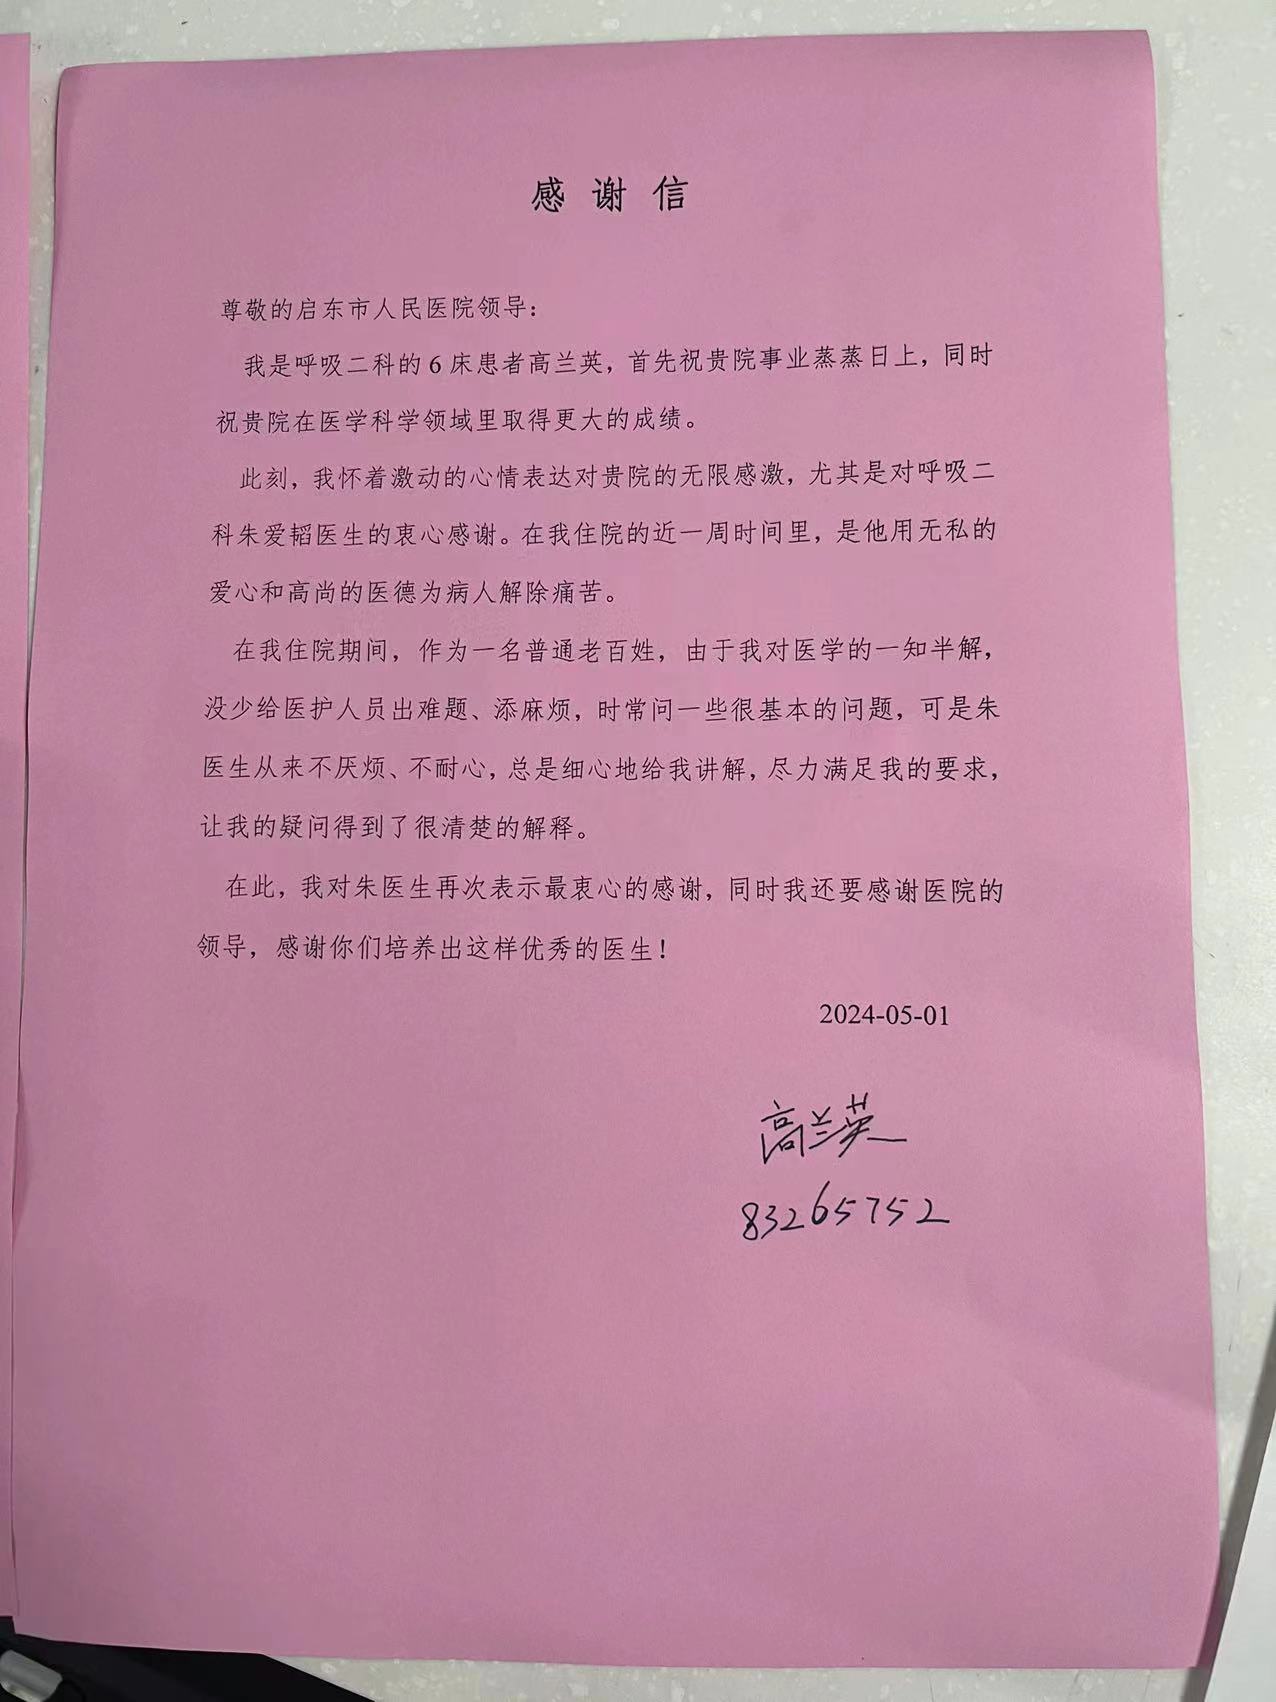 感谢信
尊敬的启东市人民医院领导：
我是呼吸二科的6床患者高兰英，首先祝贵院事业蒸蒸日上，同时
祝贵院在医学科学领域里取得更大的成绩。
此刻，我怀着激动的心情表达对贵院的无限感激，尤其是对呼吸二
科朱爱韬医生的衷心感谢。在我住院的近一周时间里，是他用无私的
爱心和高尚的医德为病人解除痛苦。
在我住院期间，作为一名普通老百姓，由于我对医学的一知半解，
没少给医护人员出难题、添麻烦，时常问一些很基本的问题，可是朱
医生从来不厌烦、不耐心，总是细心地给我讲解，尽力满足我的要求，
让我的疑问得到了很清楚的解释。
在此，我对朱医生再次表示最衷心的感谢，同时我还要感谢医院的
领导，感谢你们培养出这样优秀的医生！
2024-05-01
高兰英
83265752